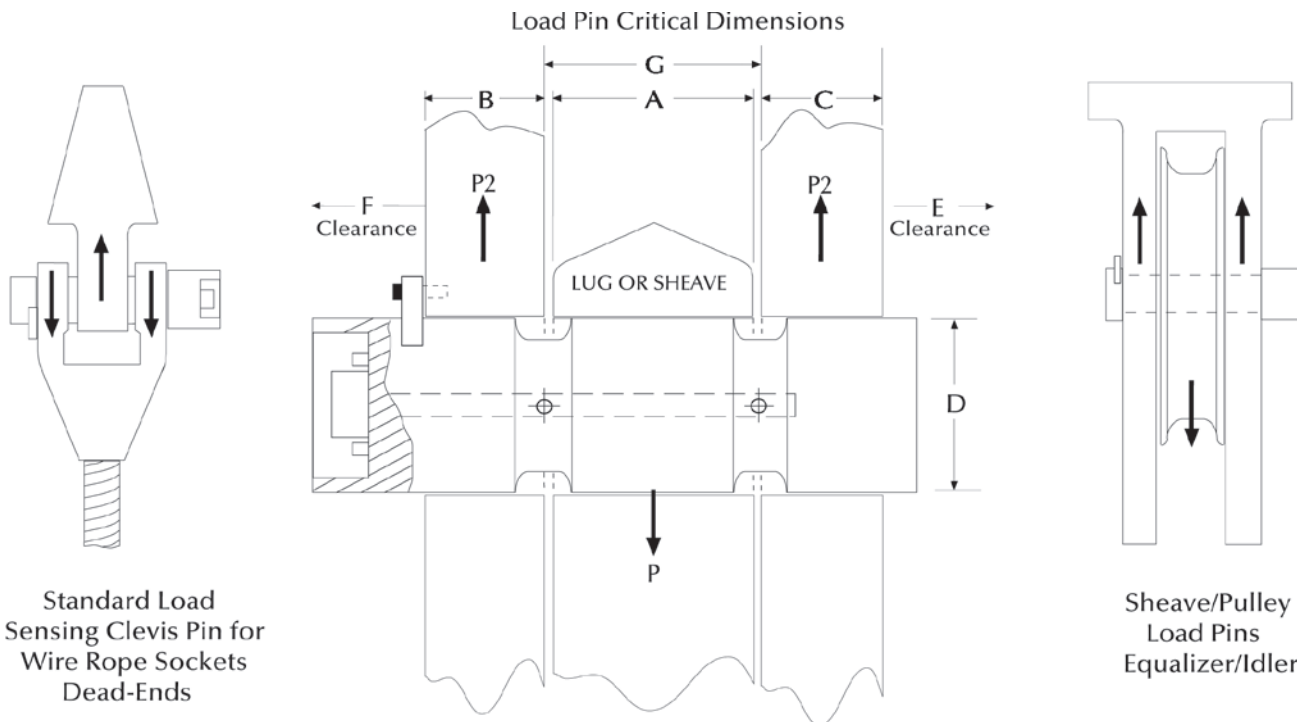 Load Pin Critical Dimensions
G
B
A
C
P2
P2
F
Clearance
E
Clearance
LUG OR SHEAVE
D
P
Standard Load
Sensing Clevis Pin for
Wire Rope Sockets
Dead-Ends
Sheave/Pulley
Load Pins
Equalizer/Idler